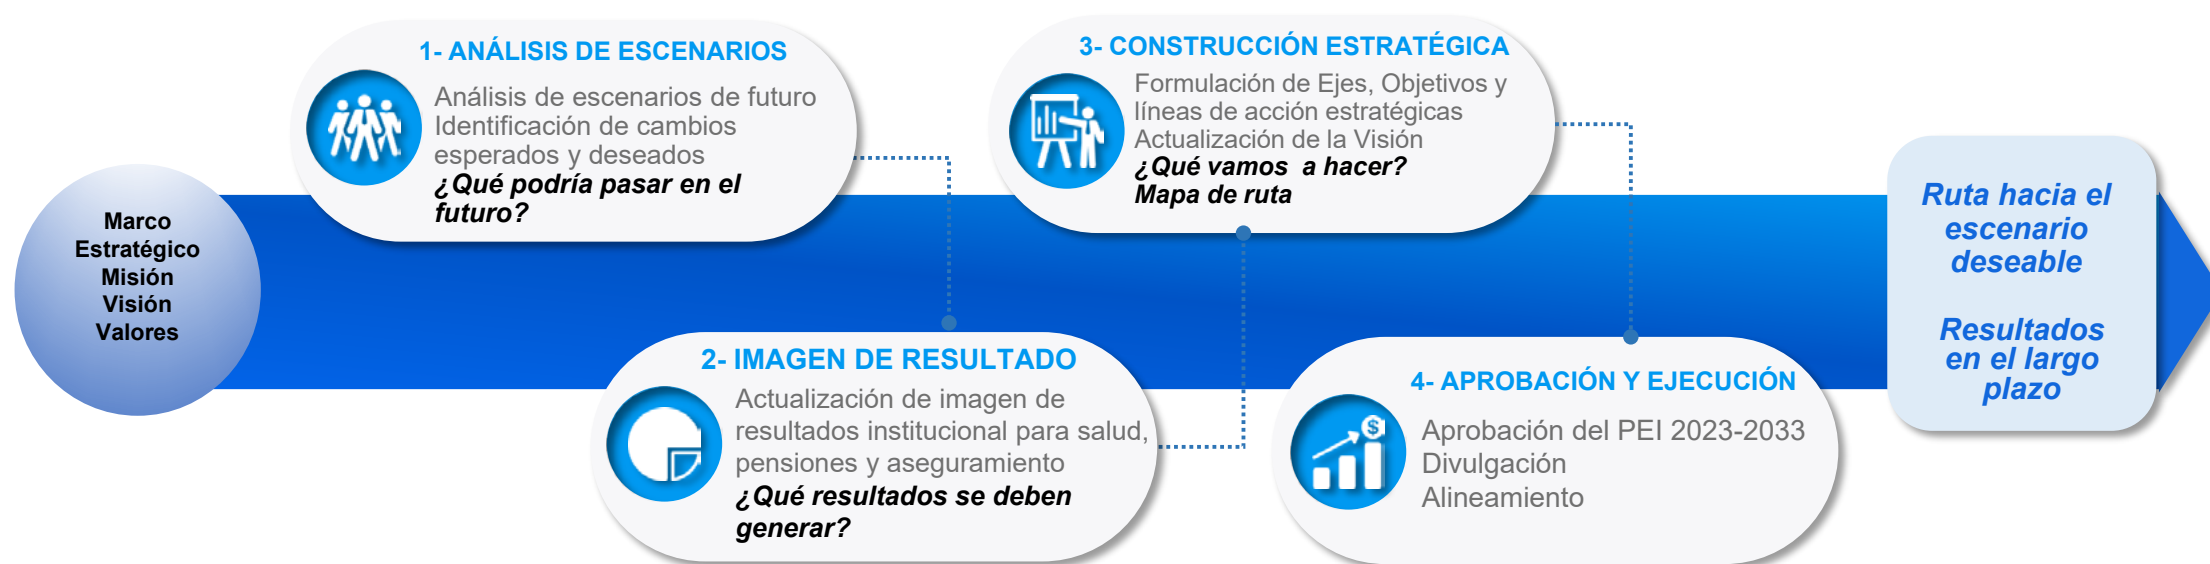 Marco
Estratégico
Misión
Visión
Valores
1- ANÁLISIS DE ESCENARIOS
Análisis de escenarios de futuro
Identificación de cambios
esperados y deseados
¿Qué podría pasar en el
futuro?
2- IMAGEN DE RESULTADO
Actualización de imagen de
resultados institucional para salud,
pensiones y aseguramiento
¿Qué resultados se deben
generar?
3- CONSTRUCCIÓN ESTRATÉGICA
Formulación de Ejes, Objetivos y
líneas de acción estratégicas
Actualización de la Visión
¿Qué vamos  a hacer?
Mapa de ruta
4- APROBACIÓN Y EJECUCIÓN
$
Aprobación del PEI 2023-2033
Divulgación
Alineamiento
Ruta hacia el
escenario
deseable
Resultados
en el largo
plazo